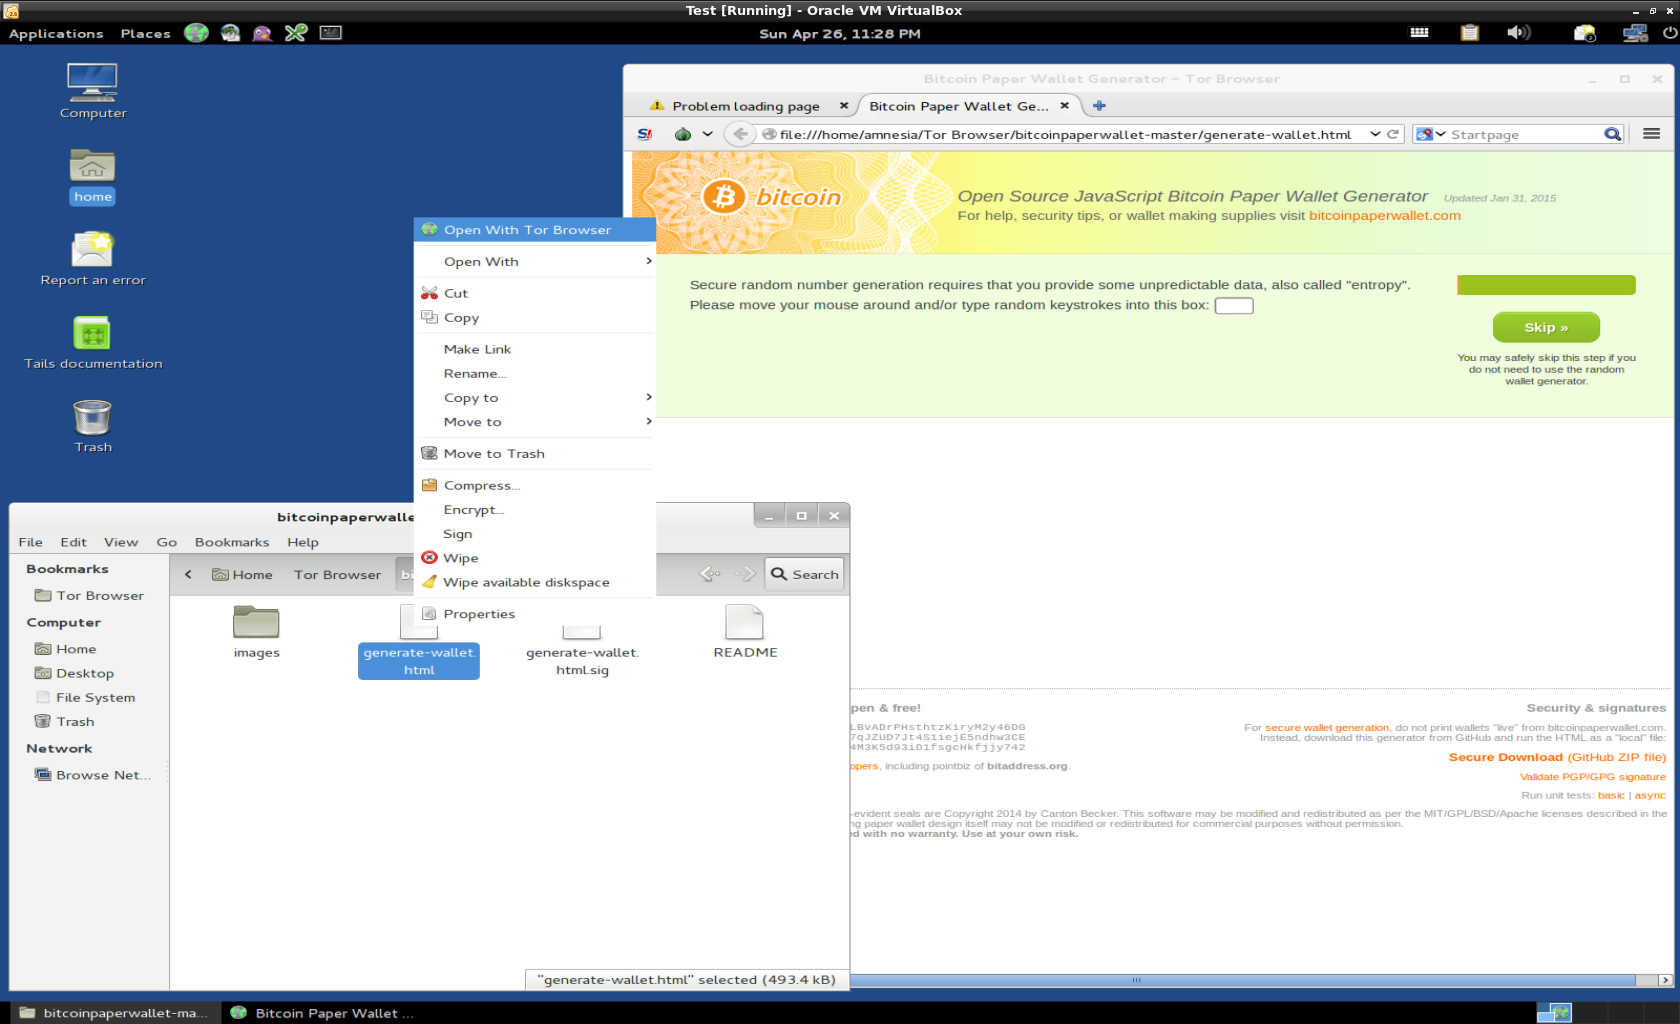 Test [Running] - Oracle VM VirtualBox
Applications Places Sun Apr 26, 11:28 PM
Computer
home
Report an error
Tails documentation
Trash
Bitcoin Paper Wallet Generator - Tor Browser
Problem loading page Bitcoin Paper Wallet Ge...
file:///home/amnesia/Tor Browser/bitcoinpaperwallet-master/generate-wallet.html Startpage
bitcoin
Open Source JavaScript Bitcoin Paper Wallet Generator Updated Jan 31, 2015
For help, security tips, or wallet making supplies visit bitcoinpaperwallet.com
Secure random number generation requires that you provide some unpredictable data, also called "entropy".
Please move your mouse around and/or type random keystrokes into this box:
Skip »
You may safely skip this step if you
do not need to use the random
wallet generator.
Open With Tor Browser
Open With
Cut
Copy
Make Link
Rename...
Copy to
Move to
Move to Trash
Compress...
Encrypt...
Sign
Wipe
Wipe available diskspace
Properties
bitcoinpaperwalle
File Edit View Go Bookmarks Help
Home Tor Browser bi Search
Bookmarks
Tor Browser
Computer
Home
Desktop
File System
Trash
Network
Browse Net...
images
generate-wallet.
html
generate-wallet.
html.sig
README
"generate-wallet.html" selected (493.4 kB)
pen & free!
LBvADrPHsthtzKiryM2y46DG
7qJZUD7Jt4S1iejE5ndhw3CE
4M3K5d93iD1fsgcHkfjjy742
opers, including pointbiz of bitaddress.org.
Security & signatures
For secure wallet generation, do not print wallets "live" from bitcoinpaperwallet.com.
Instead, download this generator from GitHub and run the HTML as a "local" file:
Secure Download (GitHub ZIP file)
Validate PGP/GPG signature
Run unit tests: basic | async
-evident seals are Copyright 2014 by Canton Becker. This software may be modified and redistributed as per the MIT/GPL/BSD/Apache licenses described in the
ng paper wallet design itself may not be modified or redistributed for commercial purposes without permission.
ed with no warranty. Use at your own risk.
bitcoinpaperwallet-ma... Bitcoin Paper Wallet ...